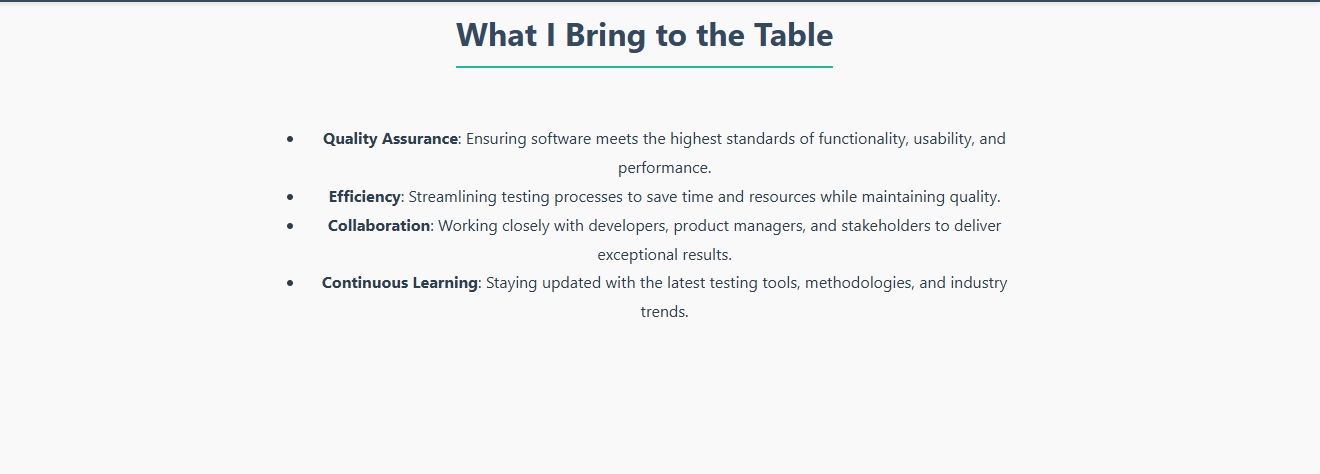 What I Bring to the Table
• Quality Assurance: Ensuring software meets the highest standards of functionality, usability, and
performance.
• Efficiency: Streamlining testing processes to save time and resources while maintaining quality.
• Collaboration: Working closely with developers, product managers, and stakeholders to deliver
exceptional results.
• Continuous Learning: Staying updated with the latest testing tools, methodologies, and industry
trends.